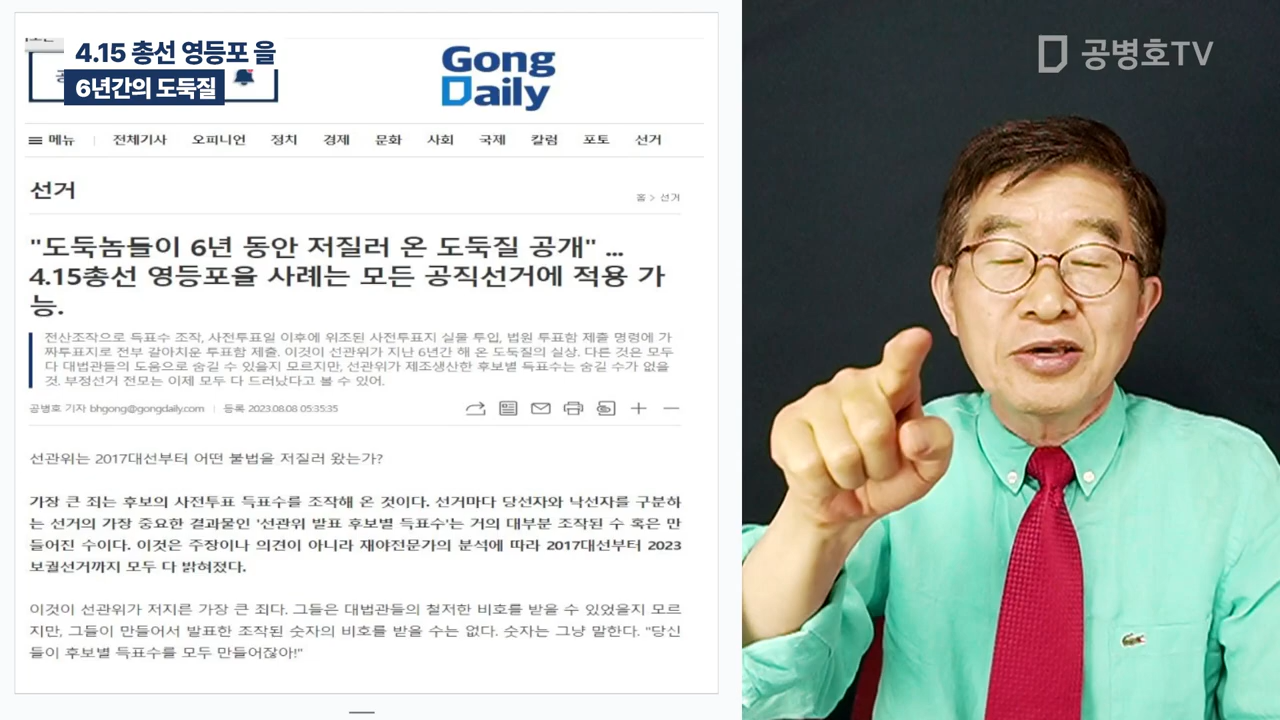 4.15 총선 영등포 을
6년간의 도둑질
공병호TV
Gong
Daily
메뉴 전체기사 오피니언 정치 경제 문화 사회 국제 칼럼 포토 선거
선거
홈 > 선거
"도둑놈들이 6년 동안 저질러 온 도둑질 공개" ...
4.15총선 영등포을 사례는 모든 공직선거에 적용 가
능.
전산조작으로 득표수 조작, 사전투표일 이후에 위조된 사전투표지 실물 투입, 법원 투표함 제출 명령에 가
짜투표지로 전부 갈아치운 투표함 제출. 이것이 선관위가 지난 6년간 해 온 도둑질의 실상. 다른 것은 모두
다 대법관들의 도움으로 숨길 수 있을지 모르지만, 선관위가 제조생산한 후보별 득표수는 숨길 수가 없을
것. 부정선거 전모는 이제 모두 다 드러났다고 볼 수 있어.
공병호 기자 bhgong@gongdaily.com 등록 2023.08.08 05:35:35
선관위는 2017대선부터 어떤 불법을 저질러 왔는가?
가장 큰 죄는 후보의 사전투표 득표수를 조작해 온 것이다. 선거마다 당선자와 낙선자를 구분하
는 선거의 가장 중요한 결과물인 '선관위 발표 후보별 득표수'는 거의 대부분 조작된 수 혹은 만
들어진 수이다. 이것은 주장이나 의견이 아니라 재야전문가의 분석에 따라 2017대선부터 2023
보궐선거까지 모두 다 밝혀졌다.
이것이 선관위가 저지른 가장 큰 죄다. 그들은 대법관들의 철저한 비호를 받을 수 있었을지 모르
지만, 그들이 만들어서 발표한 조작된 숫자의 비호를 받을 수는 없다. 숫자는 그냥 말한다. "당신
들이 후보별 득표수를 모두 만들어잖아!"